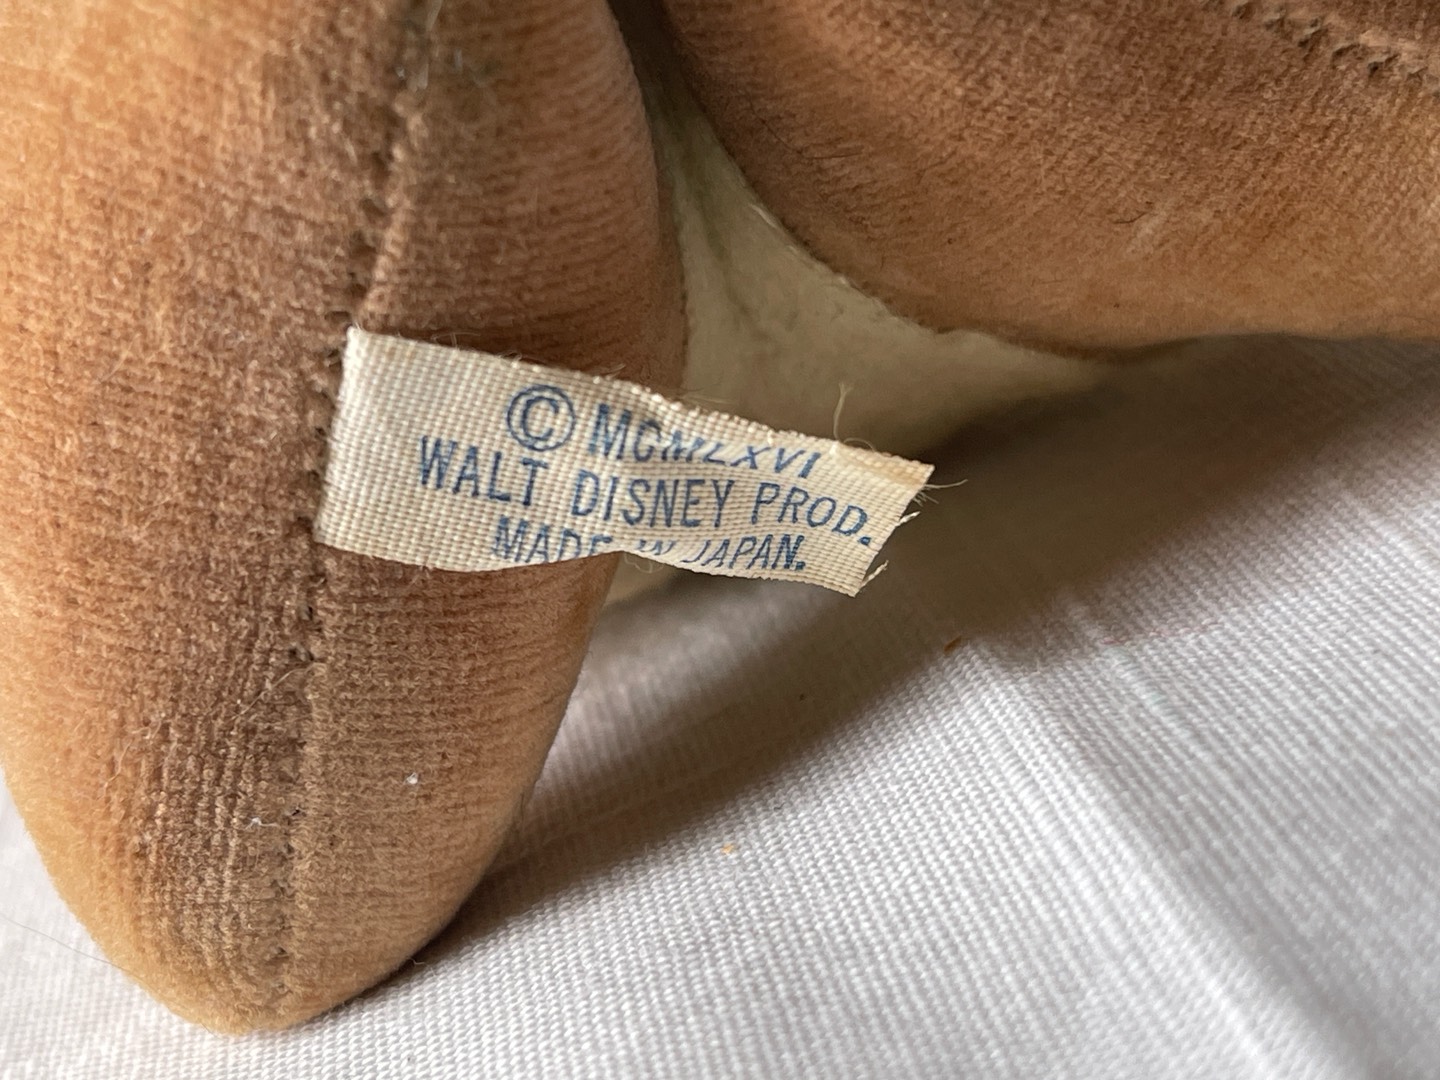 © MCMLXVI
WALT DISNEY PROD.
MADE IN JAPAN.